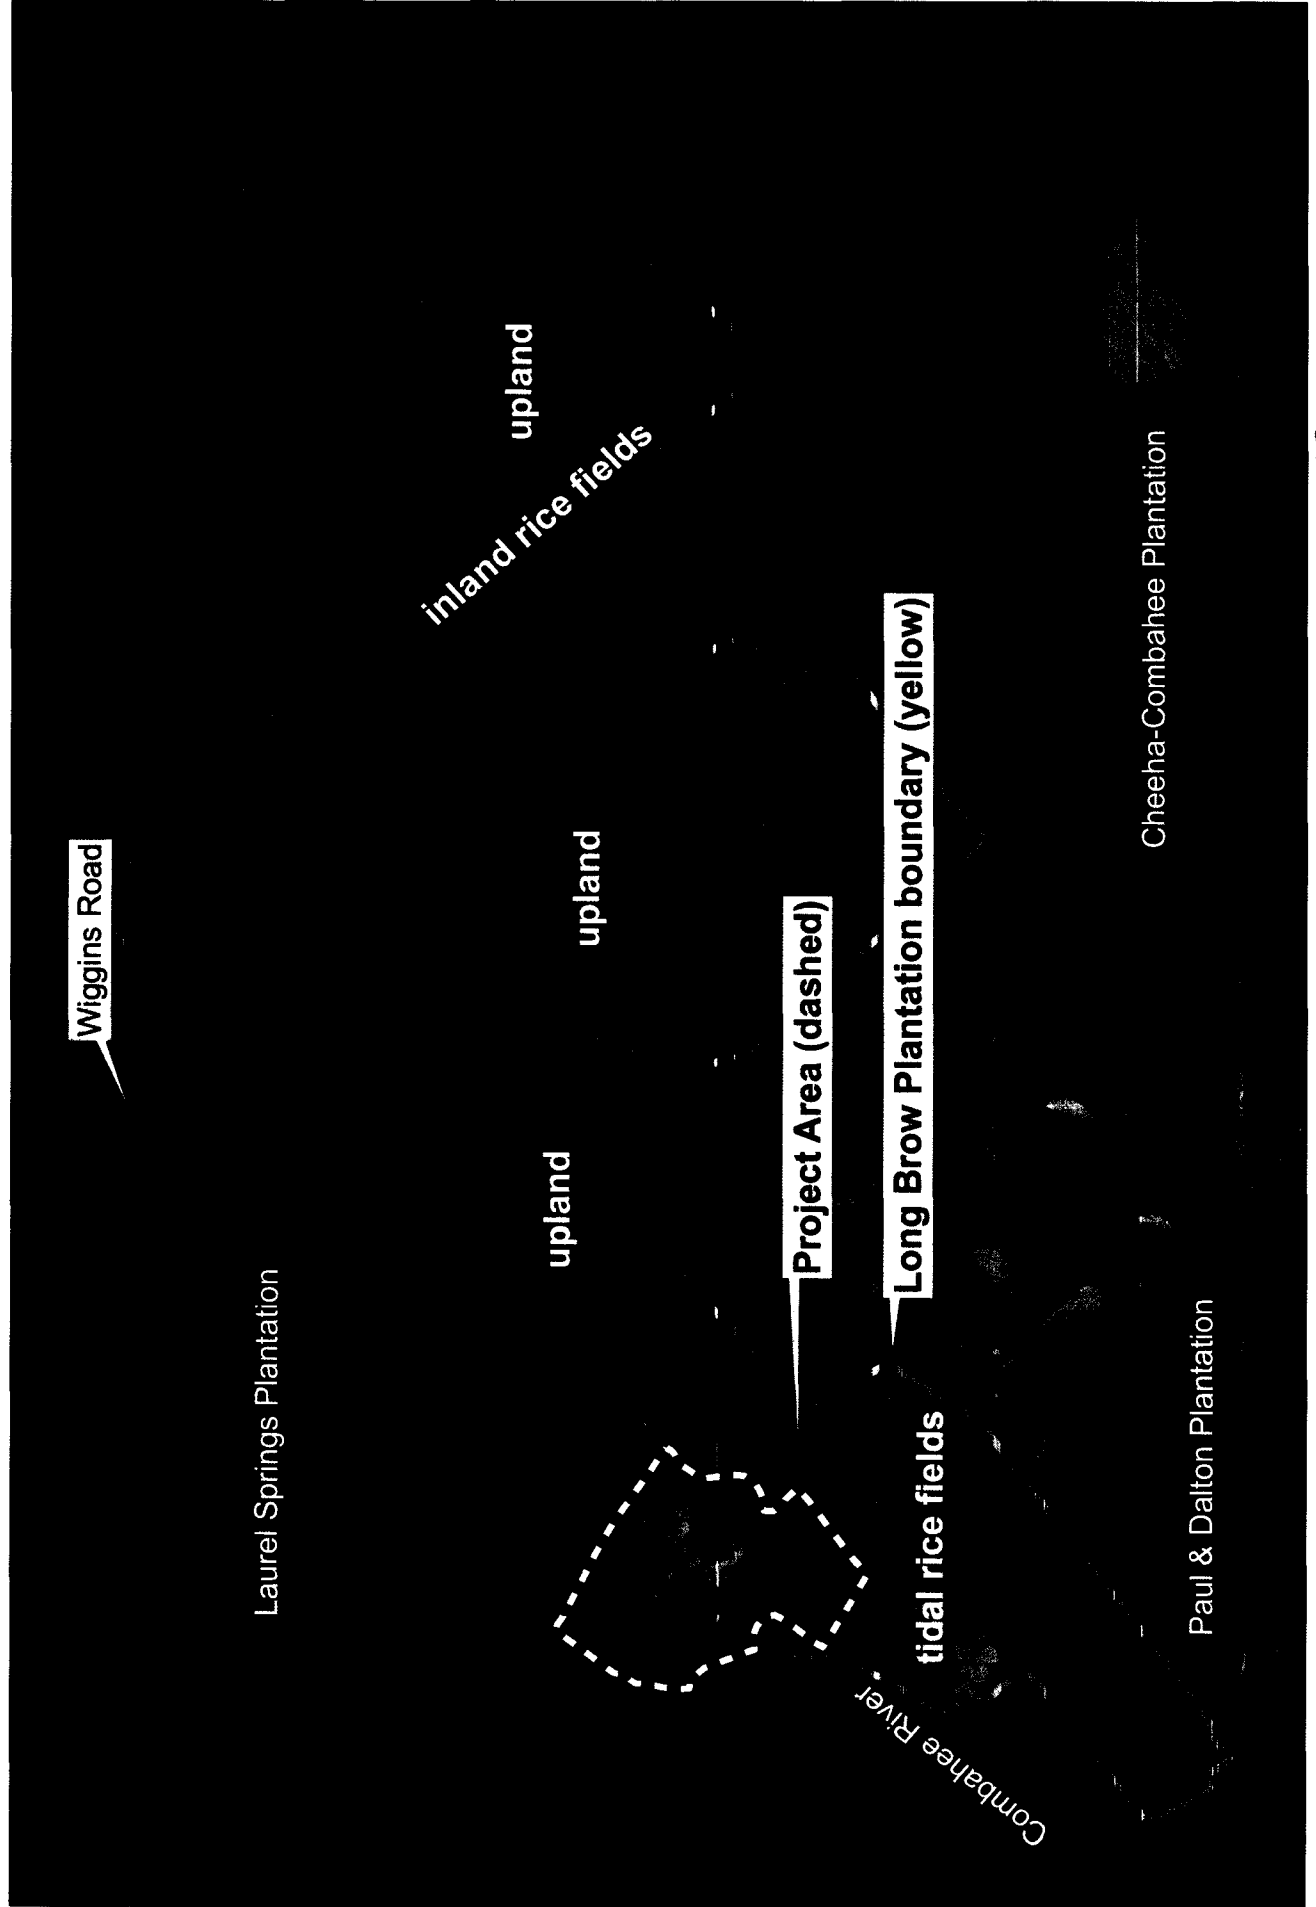 Wiggins Road
Laurel Springs Plantation
upland
upland
upland
inland rice fields
Project Area (dashed)
Long Brow Plantation boundary (yellow)
tidal rice fields
Combahee River
Cheeha-Combahee Plantation
Paul & Dalton Plantation